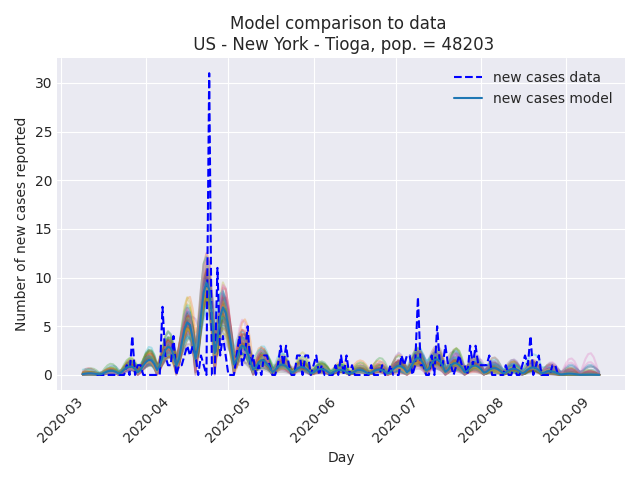 Model comparison to data
US - New York - Tioga, pop. = 48203
new cases data
new cases model
Number of new cases reported
30
25
20
15
10
5
0
2020-03
2020-04
2020-05
2020-06
2020-07
2020-08
2020-09
Day